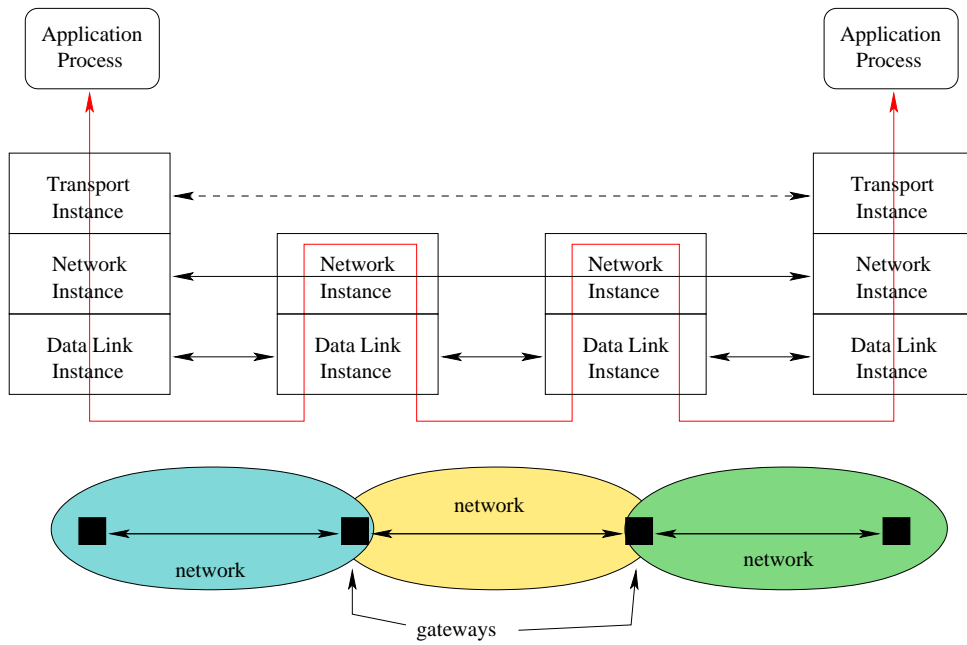 Application
Process
Application
Process
Transport
Instance
Transport
Instance
Network
Instance
Network
Instance
Network
Instance
Network
Instance
Data Link
Instance
Data Link
Instance
Data Link
Instance
Data Link
Instance
network
network
network
gateways